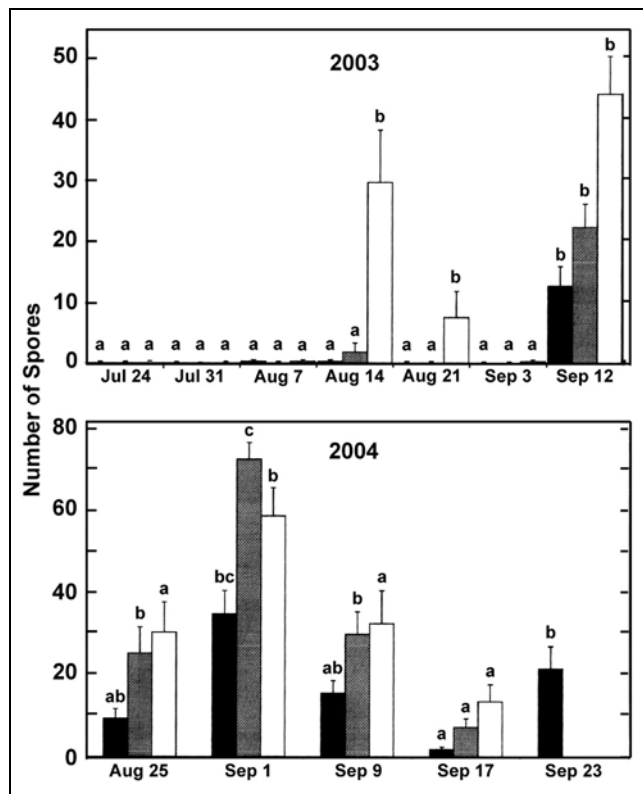 Number of Spores
2003
50
40
30
20
10
0
a a a a a a a a a a a b a a b a a a b b b
Jul 24 Jul 31 Aug 7 Aug 14 Aug 21 Sep 3 Sep 12
2004
80
60
40
20
0
ab b a bc c b ab b a a a a b
Aug 25 Sep 1 Sep 9 Sep 17 Sep 23